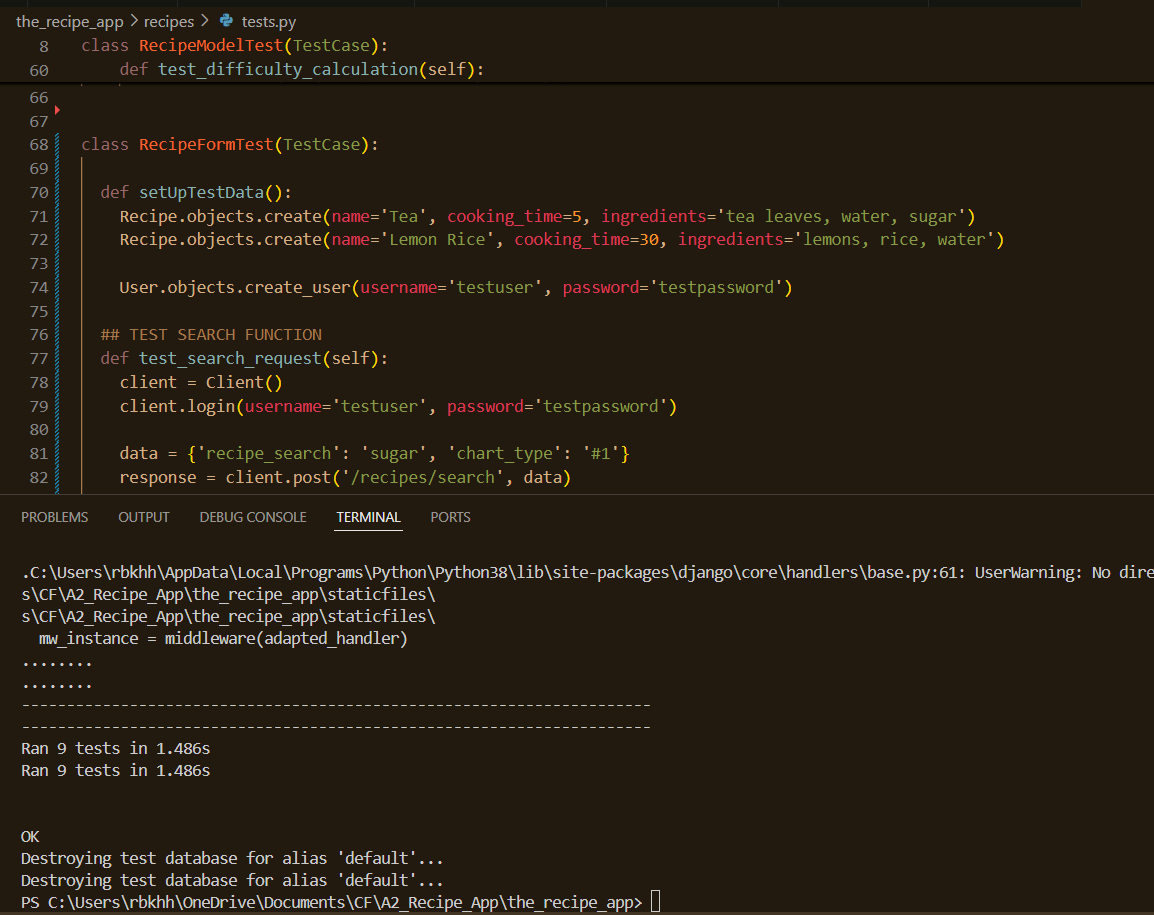 the_recipe_app > recipes > tests.py
8 class RecipeModelTest(TestCase):
60 def test_difficulty_calculation(self):
66
67
68 class RecipeFormTest(TestCase):
69
70 def setUpTestData():
71 Recipe.objects.create(name='Tea', cooking_time=5, ingredients='tea leaves, water, sugar')
72 Recipe.objects.create(name='Lemon Rice', cooking_time=30, ingredients='lemons, rice, water')
73
74 User.objects.create_user(username='testuser', password='testpassword')
75
76 ## TEST SEARCH FUNCTION
77 def test_search_request(self):
78 client = Client()
79 client.login(username='testuser', password='testpassword')
80
81 data = {'recipe_search': 'sugar', 'chart_type': '#1'}
82 response = client.post('/recipes/search', data)
PROBLEMS OUTPUT DEBUG CONSOLE TERMINAL PORTS
.C:\Users\rbkhh\AppData\Local\Programs\Python\Python38\lib\site-packages\django\core\handlers\base.py:61: UserWarning: No dire
s\CF\A2_Recipe_App\the_recipe_app\staticfiles\
s\CF\A2_Recipe_App\the_recipe_app\staticfiles\
mw_instance = middleware(adapted_handler)
........
........
----------------------------------------------------------------------
----------------------------------------------------------------------
Ran 9 tests in 1.486s
Ran 9 tests in 1.486s
OK
Destroying test database for alias 'default'...
Destroying test database for alias 'default'...
PS C:\Users\rbkhh\OneDrive\Documents\CF\A2_Recipe_App\the_recipe_app>